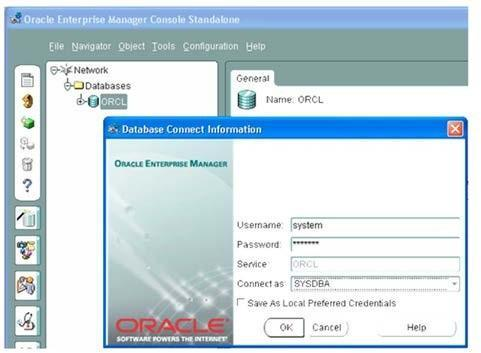 Oracle Enterprise Manager Console Standalone
File Navigator Object Tools Configuration Help
Network
Databases
ORCL
General
Name: ORCL
Database Connect Information
ORACLE ENTERPRISE MANAGER
Username: system
Password: *******
Service: ORCL
Connect as: SYSDBA
Save As Local Preferred Credentials
OK Cancel Help
ORACLE
SOFTWARE POWERS THE INTERNET